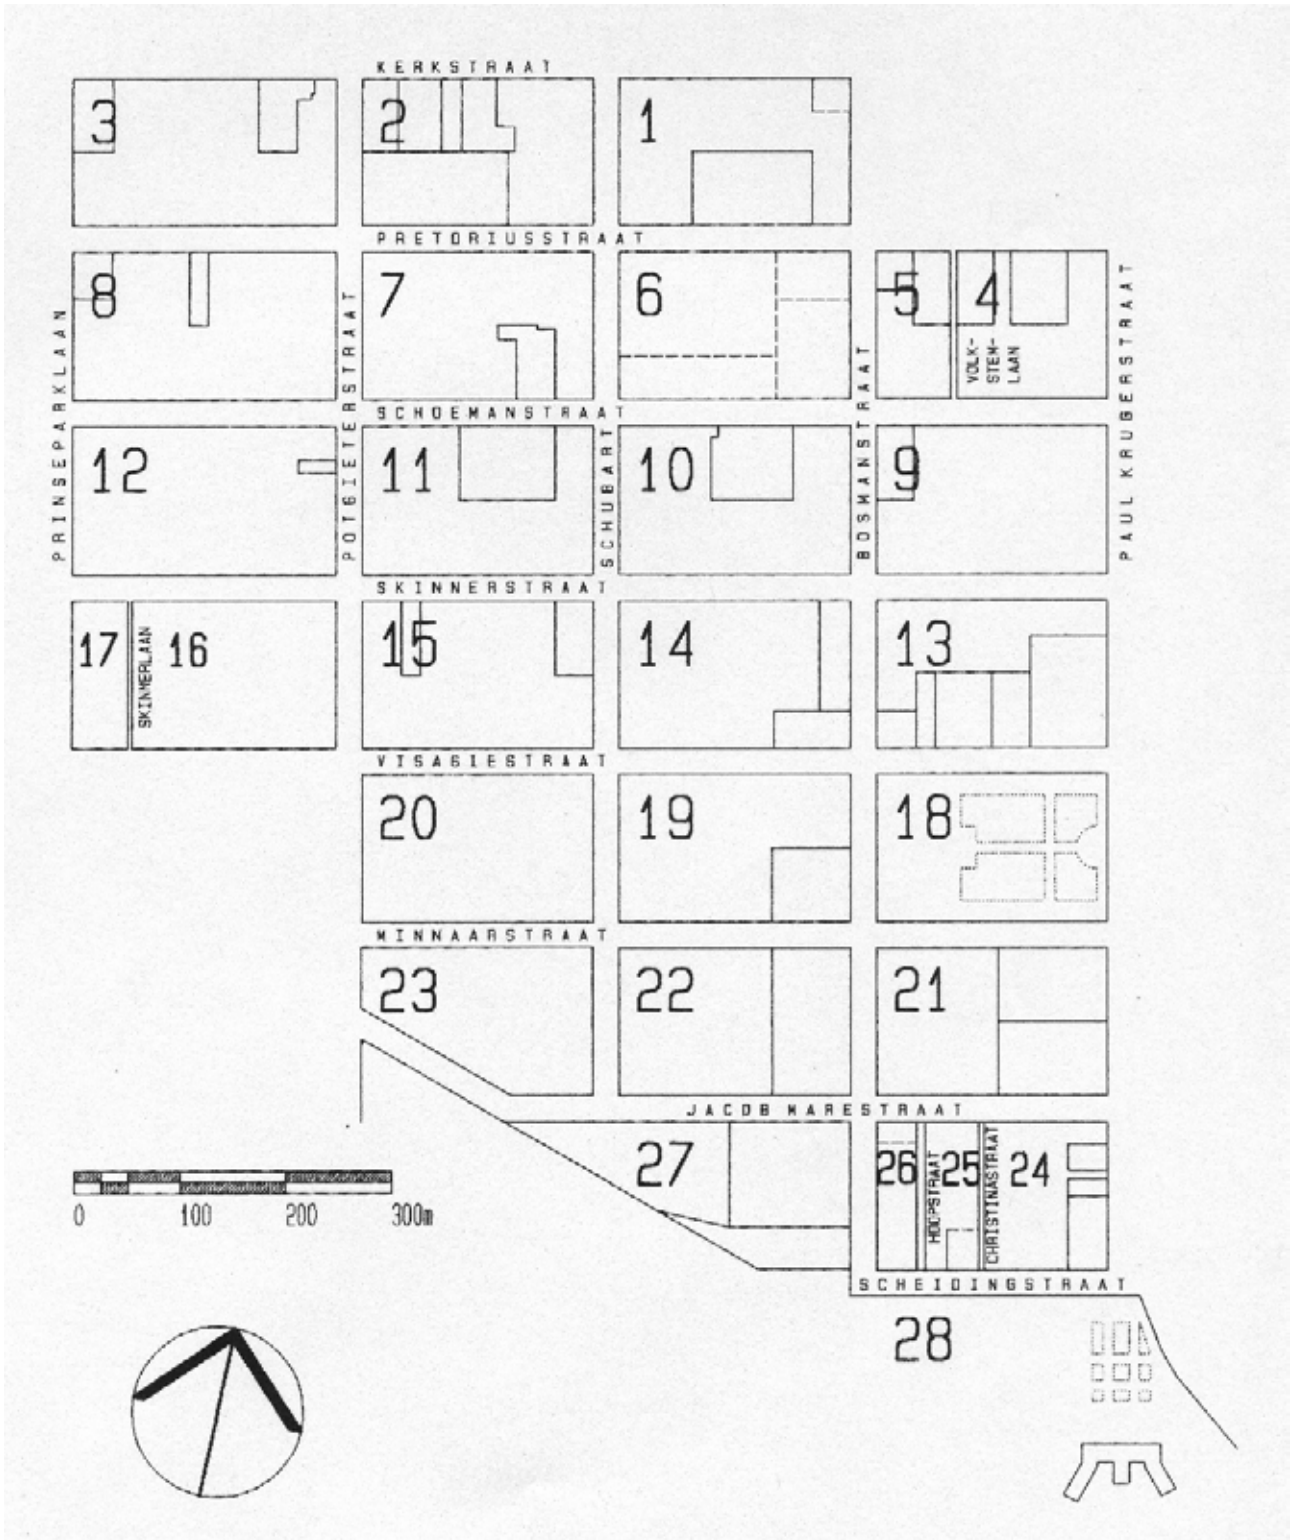 KERKSTRAAT
3
2
1
PRETORIUSSTRAAT
8
7
6
5
4
VOLK-
STEM-
LAAN
PRINSEPARKLAAN
POTGIETERSTRAAT
SCHOEMANSTRAAT
SCHUBART
BOSMANSTRAAT
PAUL KRUGERSTRAAT
12
11
10
9
SKINNERSTRAAT
17
SKINNERLAAN
16
15
14
13
VISAGIESTRAAT
20
19
18
MINNAARSTRAAT
23
22
21
JACOB MARESTRAAT
27
26
HOOPSTRAAT
25
CHRISTINASTRAAT
24
0 100 200 300m
SCHEIDINGSTRAAT
28